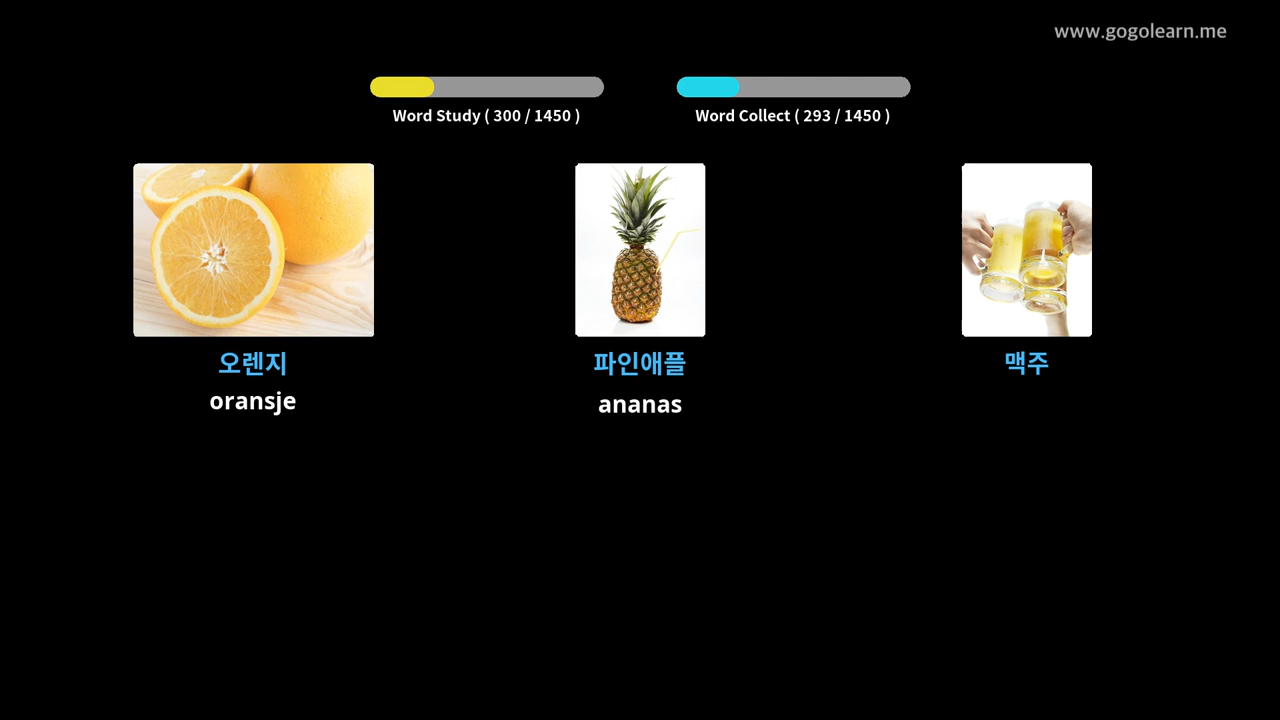 www.gogolearn.me
Word Study ( 300 / 1450 )
Word Collect ( 293 / 1450 )
오렌지
oransje
파인애플
ananas
맥주